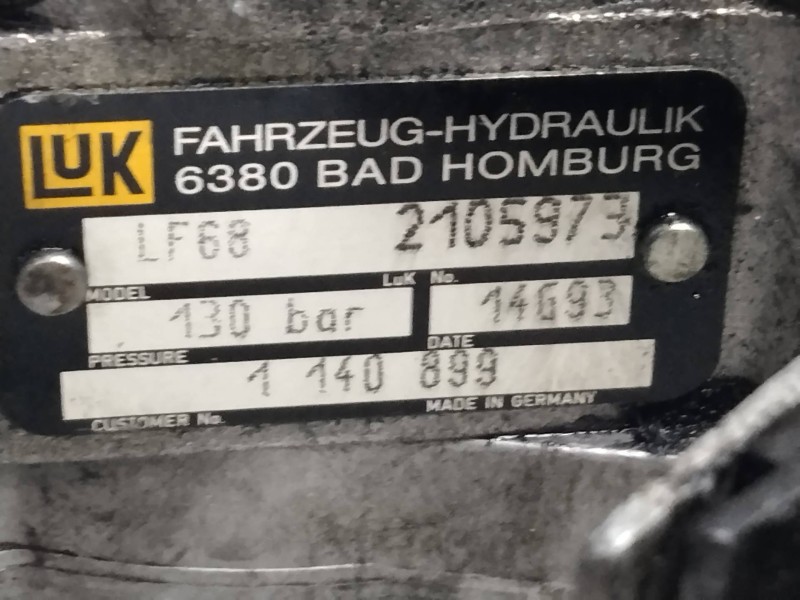 LUK
FAHRZEUG-HYDRAULIK
6380 BAD HOMBURG
LF68 2105973
MODEL LuK No.
130 bar 14693
PRESSURE DATE
1 140 899
CUSTOMER No. MADE IN GERMANY